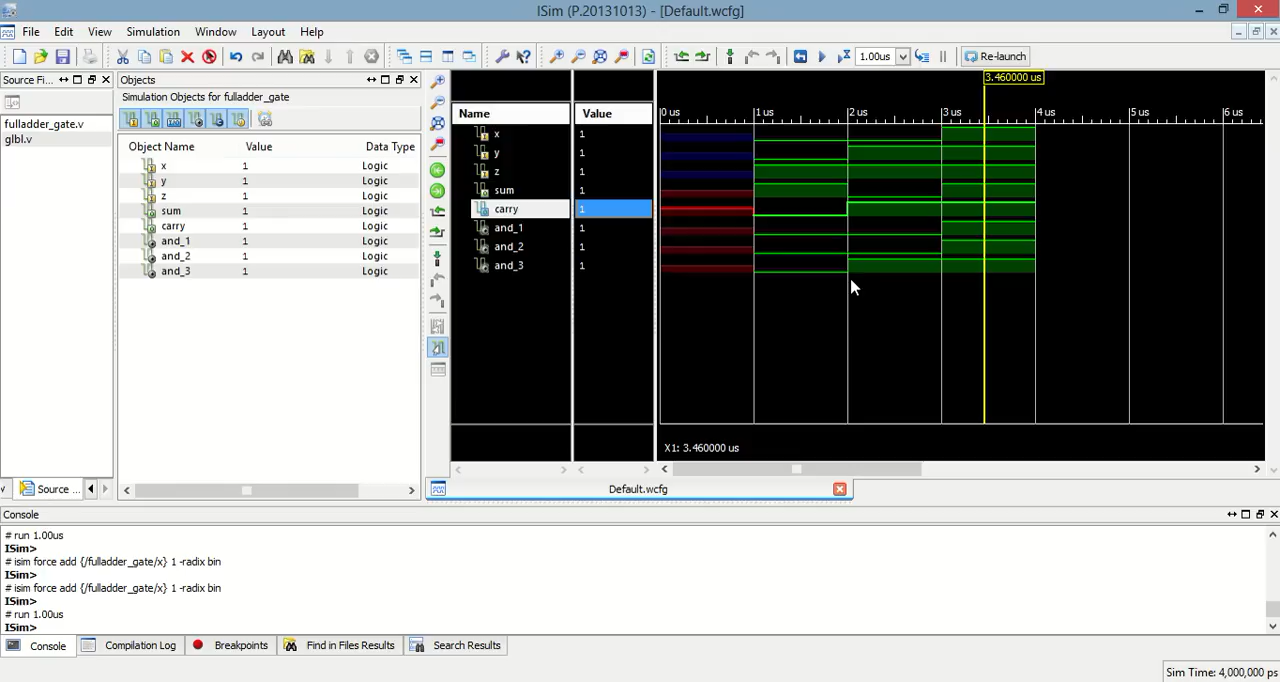 ISim (P.20131013) - [Default.wcfg]
File Edit View Simulation Window Layout Help
1.00us Re-launch
Source Fi...
fulladder_gate.v
glbl.v
Source ...
Objects
Simulation Objects for fulladder_gate
Object Name Value Data Type
x 1 Logic
y 1 Logic
z 1 Logic
sum 1 Logic
carry 1 Logic
and_1 1 Logic
and_2 1 Logic
and_3 1 Logic
3.460000 us
Name Value
0 us 1 us 2 us 3 us 4 us 5 us 6 us
x 1
y 1
z 1
sum 1
carry 1
and_1 1
and_2 1
and_3 1
X1: 3.460000 us
Default.wcfg
Console
# run 1.00us
ISim>
# isim force add {/fulladder_gate/x} 1 -radix bin
ISim>
# isim force add {/fulladder_gate/x} 1 -radix bin
ISim>
# run 1.00us
ISim>
Console Compilation Log Breakpoints Find in Files Results Search Results
Sim Time: 4,000,000 ps